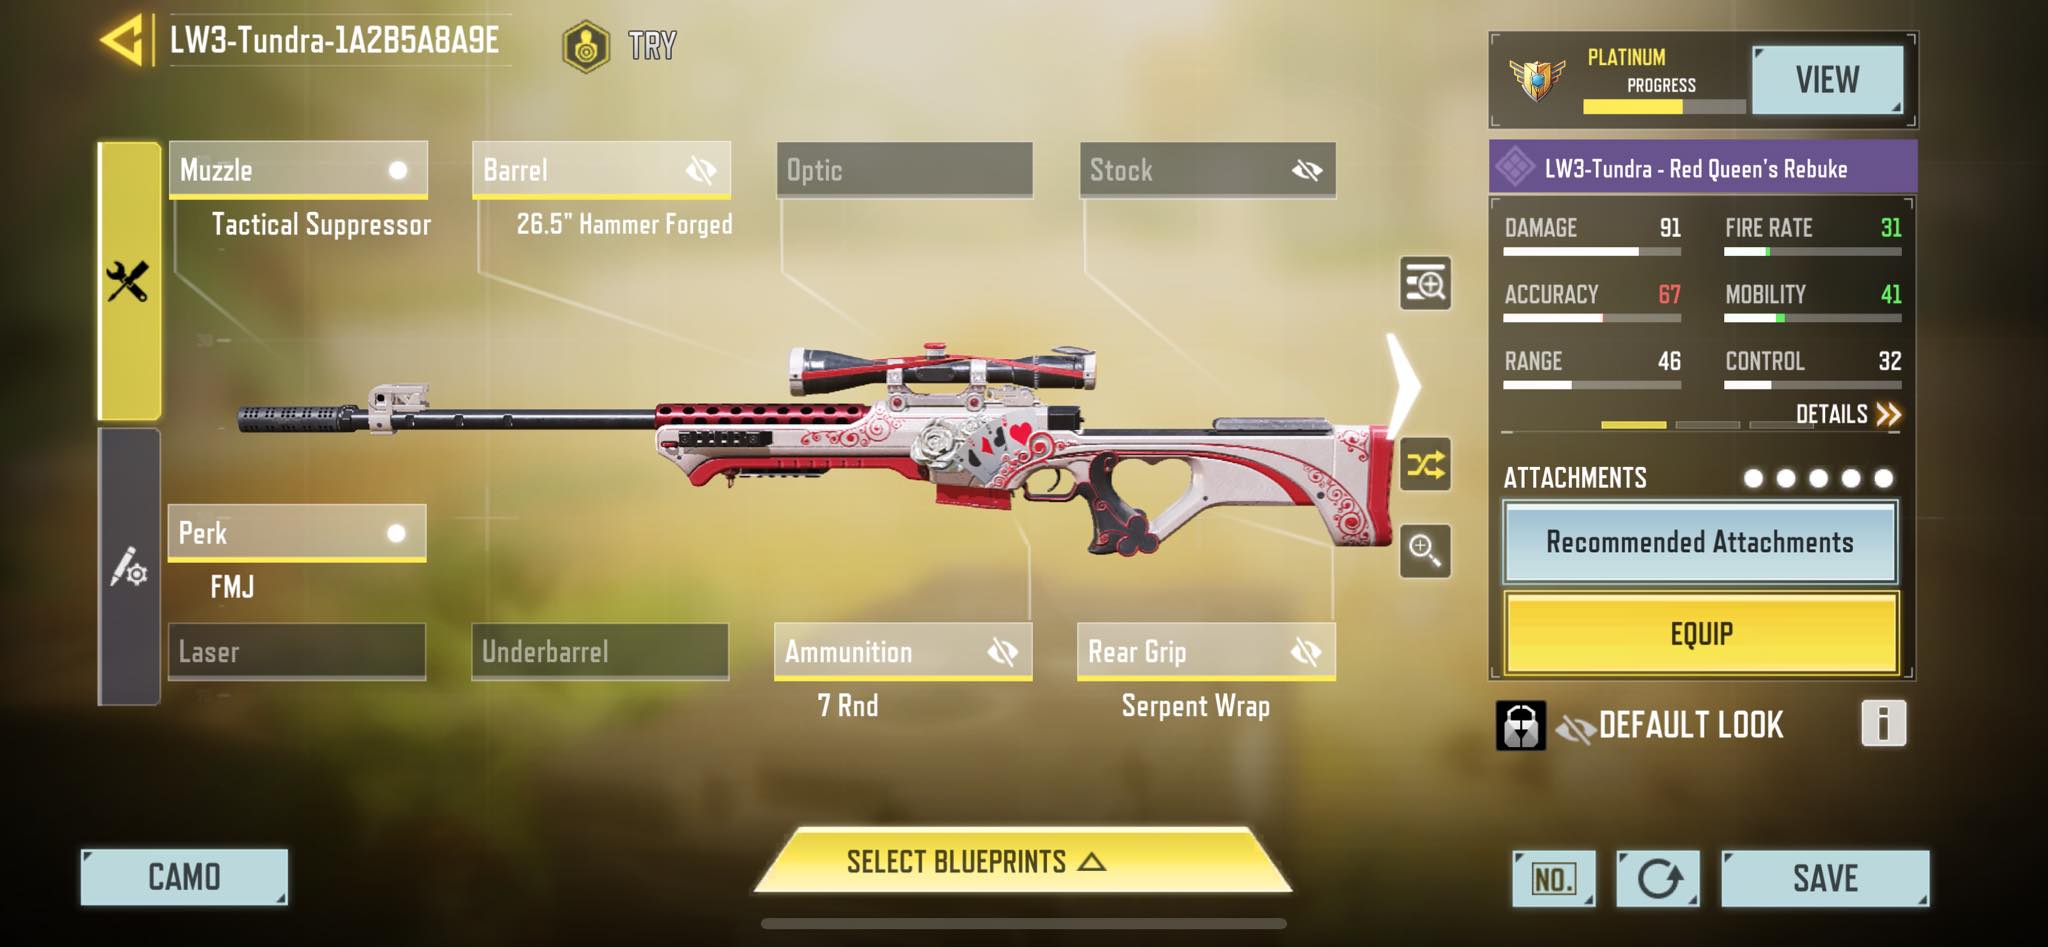 LW3-Tundra-1A2B5A8A9E
TRY
PLATINUM
PROGRESS
VIEW
Muzzle
Tactical Suppressor
Barrel
26.5" Hammer Forged
Optic
Stock
LW3-Tundra - Red Queen's Rebuke
DAMAGE 91
FIRE RATE 31
ACCURACY 67
MOBILITY 41
RANGE 46
CONTROL 32
DETAILS
ATTACHMENTS
Recommended Attachments
EQUIP
Perk
FMJ
Laser
Underbarrel
Ammunition
7 Rnd
Rear Grip
Serpent Wrap
DEFAULT LOOK
i
CAMO
SELECT BLUEPRINTS
NO.
SAVE